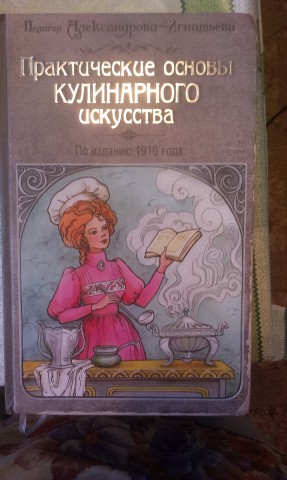 Пелагея Александрова-Игнатьева
Практические основы
КУЛИНАРНОГО
искусства
По изданию 1916 года